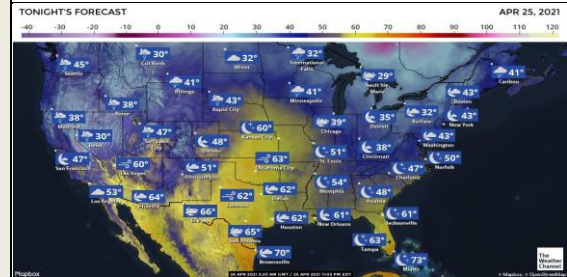 TONIGHT'S FORECAST
APR 25, 2021
-40 -30 -20 -10 0 10 20 30 40 50 60 70 80 90 100 110 120
45°
Seattle
30°
Cut Bank
32°
Minot
32°
International Falls
29°
Sault Ste. Marie
41°
Caribou
41°
Billings
41°
Minneapolis
43°
Boston
38°
38°
Boise
43°
Rapid City
39°
Chicago
35°
Detroit
32°
Buffalo
43°
New York
30°
Reno
47°
Salt Lake
48°
Denver
60°
Kansas City
51°
St. Louis
38°
Cincinnati
43°
Washington
47°
San Francisco
60°
Las Vegas
51°
Albuquerque
63°
Oklahoma City
54°
Memphis
47°
Charlotte
50°
Norfolk
53°
Los Angeles
64°
Phoenix
66°
El Paso
62°
62°
Dallas
48°
Atlanta
65°
San Antonio
62°
Houston
61°
New Orleans
61°
Jacksonville
70°
Brownsville
63°
Tampa
73°
Miami
The Weather Channel
© Mapbox, © OpenStreetMap